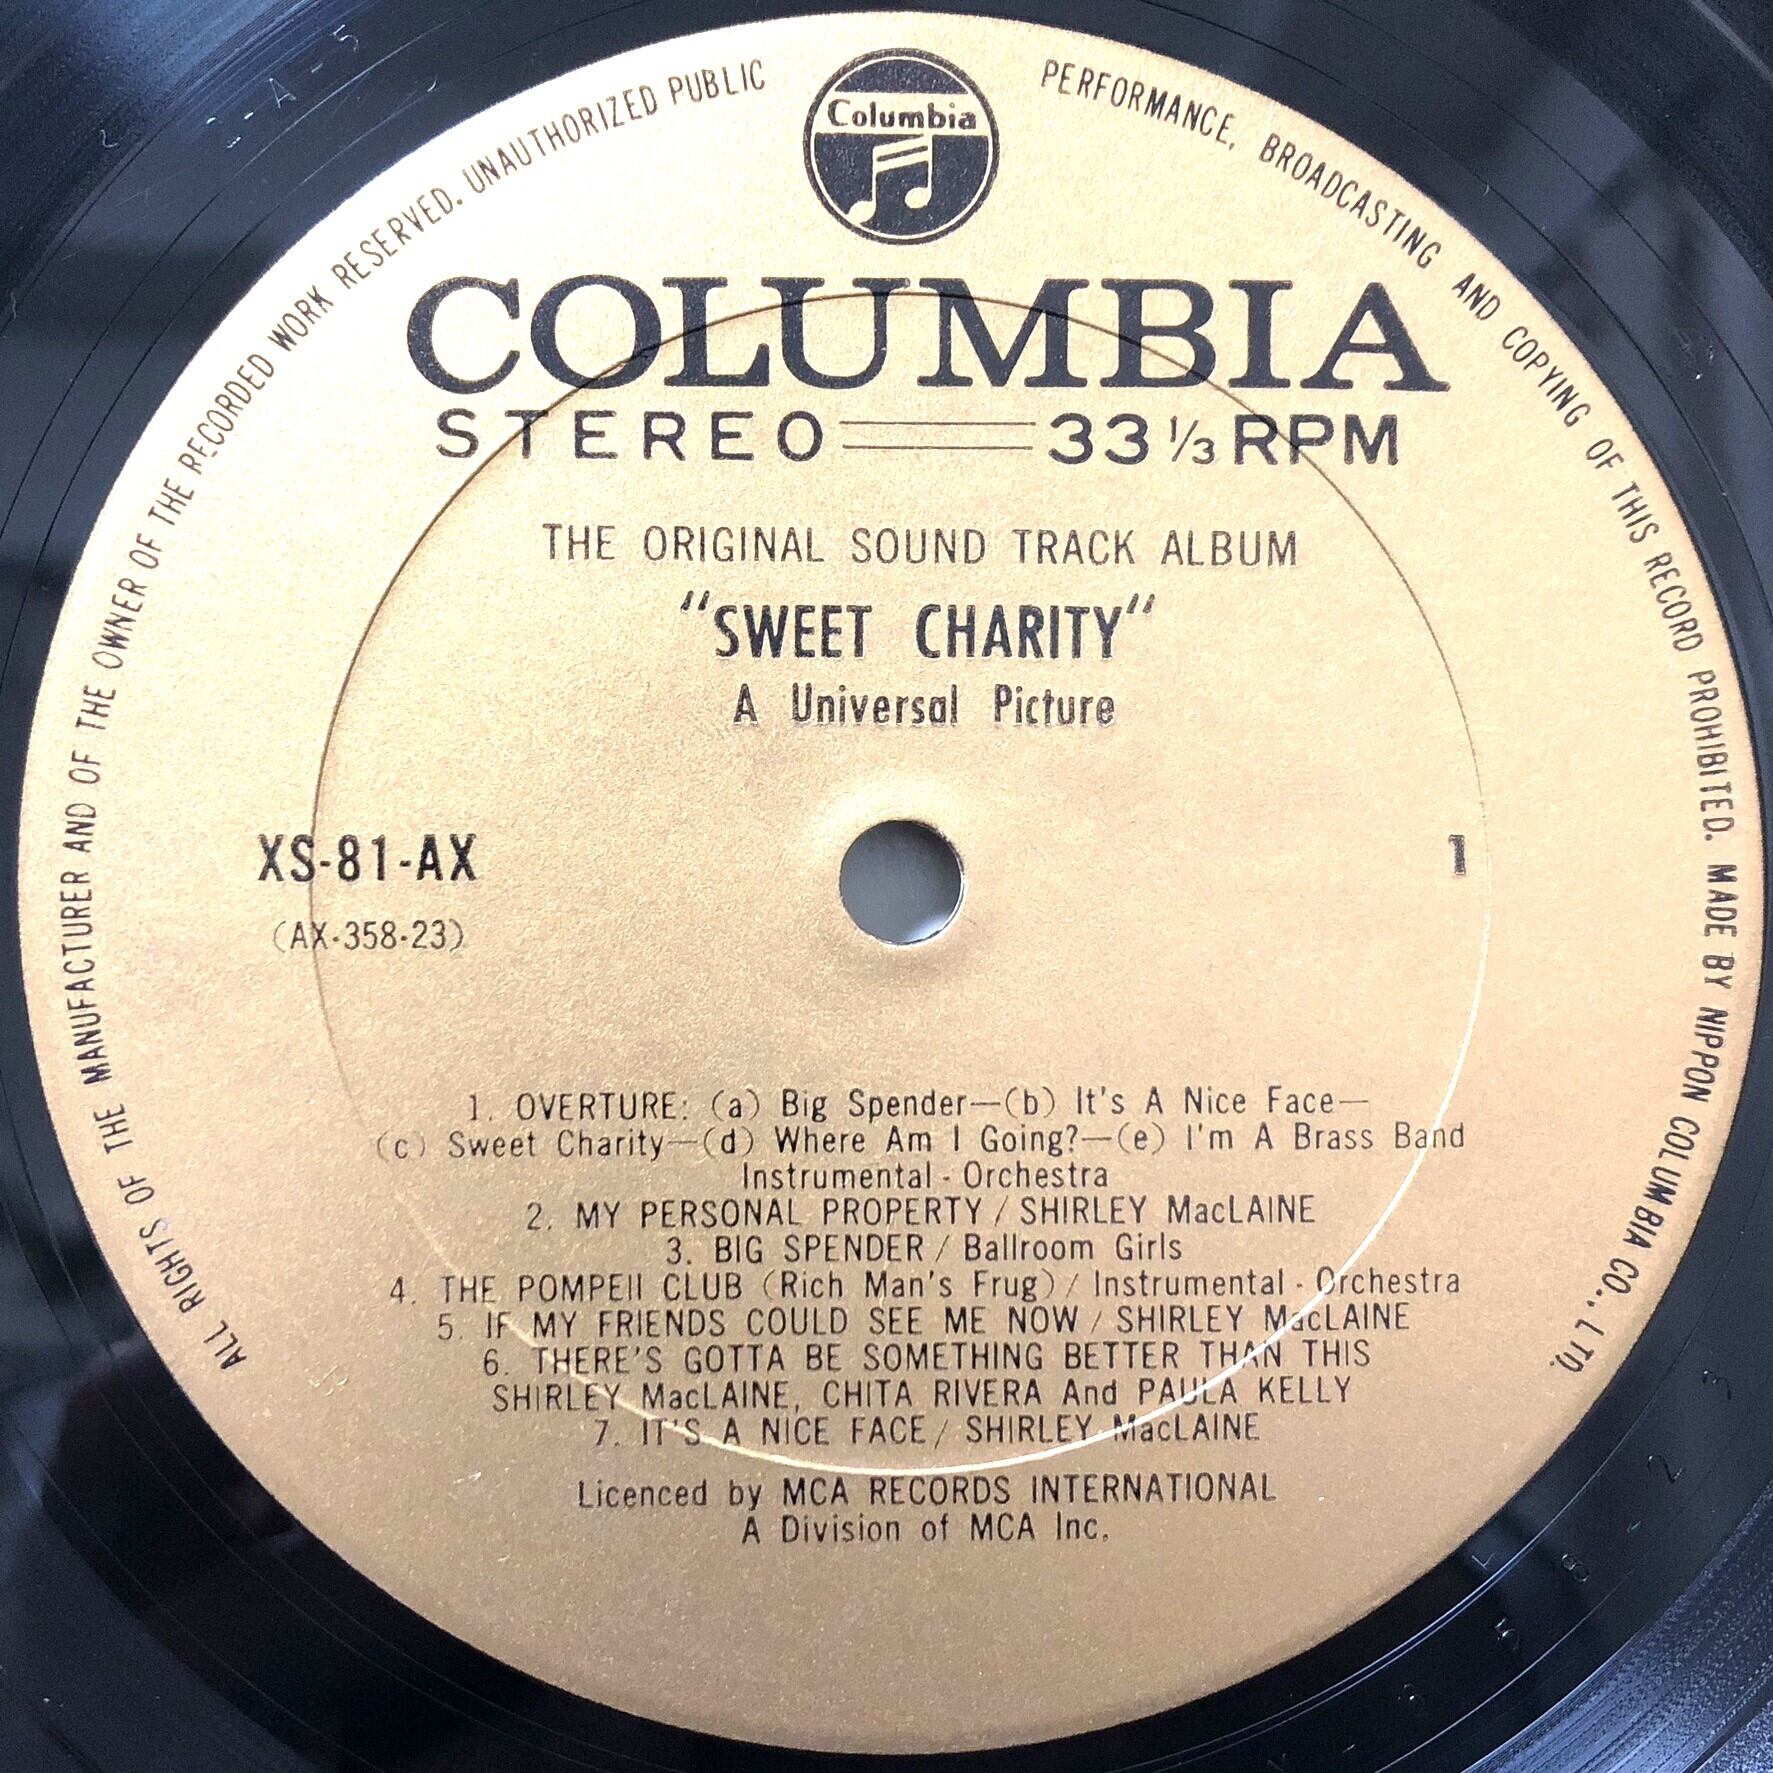 ALL RIGHTS OF THE MANUFACTURER AND OF THE OWNER OF THE RECORDED WORK RESERVED. UNAUTHORIZED PUBLIC PERFORMANCE, BROADCASTING AND COPYING OF THIS RECORD PROHIBITED. MADE BY NIPPON COLUMBIA CO., LTD.
Columbia
COLUMBIA
STEREO 33 1/3 RPM
THE ORIGINAL SOUND TRACK ALBUM
"SWEET CHARITY"
A Universal Picture
XS-81-AX 1
(AX-358-23)
1. OVERTURE: (a) Big Spender—(b) It's A Nice Face—
(c) Sweet Charity—(d) Where Am I Going?—(e) I'm A Brass Band
Instrumental - Orchestra
2. MY PERSONAL PROPERTY / SHIRLEY MacLAINE
3. BIG SPENDER / Ballroom Girls
4. THE POMPEII CLUB (Rich Man's Frug) / Instrumental - Orchestra
5. IF MY FRIENDS COULD SEE ME NOW / SHIRLEY MacLAINE
6. THERE'S GOTTA BE SOMETHING BETTER THAN THIS
SHIRLEY MacLAINE, CHITA RIVERA And PAULA KELLY
7. IT'S A NICE FACE / SHIRLEY MacLAINE
Licenced by MCA RECORDS INTERNATIONAL
A Division of MCA Inc.
A-5